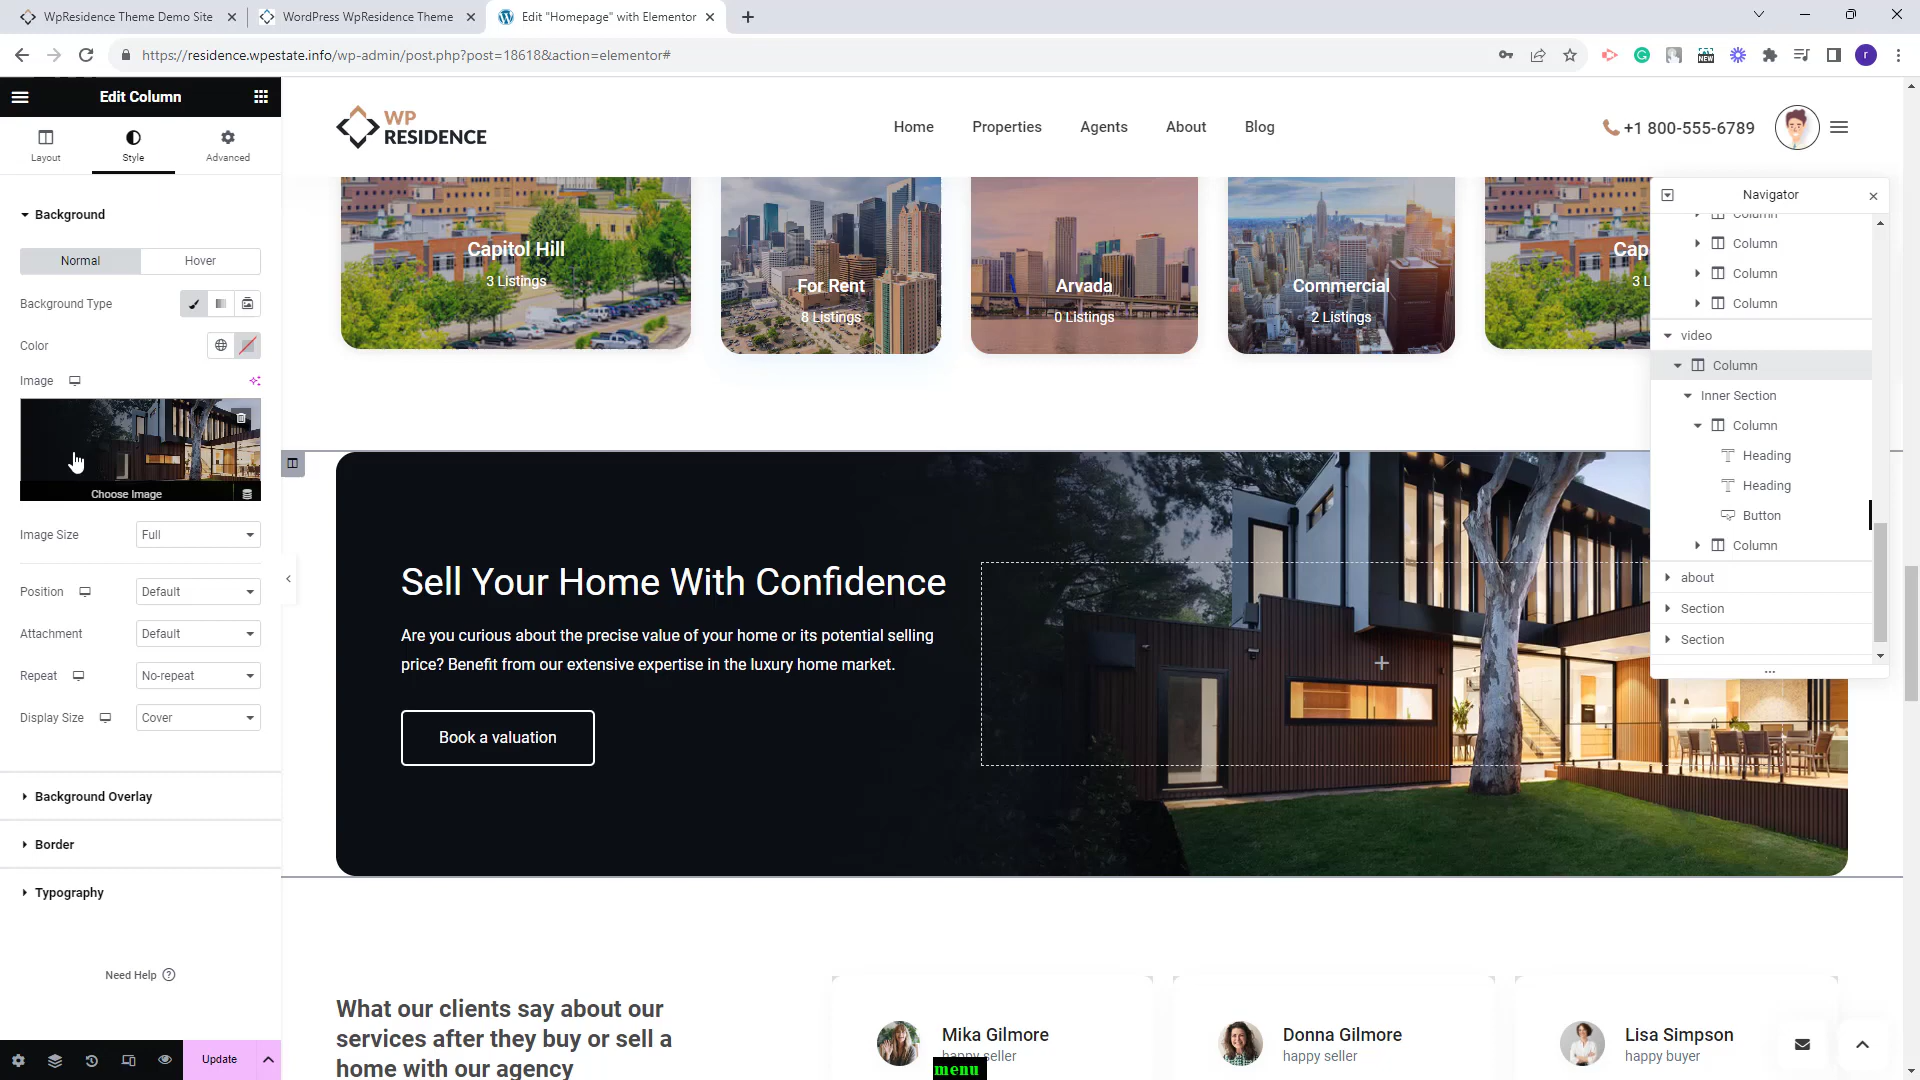 WpResidence Theme Demo Site
WordPress WpResidence Theme
Edit "Homepage" with Elementor
https://residence.wpestate.info/wp-admin/post.php?post=18618&action=elementor#
NEW
r
Edit Column
Layout
Style
Advanced
Background
Normal
Hover
Background Type
Color
Image
Choose Image
Image Size
Full
Position
Default
Attachment
Default
Repeat
No-repeat
Display Size
Cover
Background Overlay
Border
Typography
Need Help
Update
WP
RESIDENCE
Home
Properties
Agents
About
Blog
+1 800-555-6789
Capitol Hill
3 Listings
For Rent
8 Listings
Arvada
0 Listings
Commercial
2 Listings
Cap
3 L
Navigator
Column
Column
Column
Column
video
Column
Inner Section
Column
Heading
Heading
Button
Column
about
Section
Section
Sell Your Home With Confidence
Are you curious about the precise value of your home or its potential selling
price? Benefit from our extensive expertise in the luxury home market.
Book a valuation
What our clients say about our
services after they buy or sell a
home with our agency
Mika Gilmore
happy seller
Donna Gilmore
happy seller
Lisa Simpson
happy buyer
menu